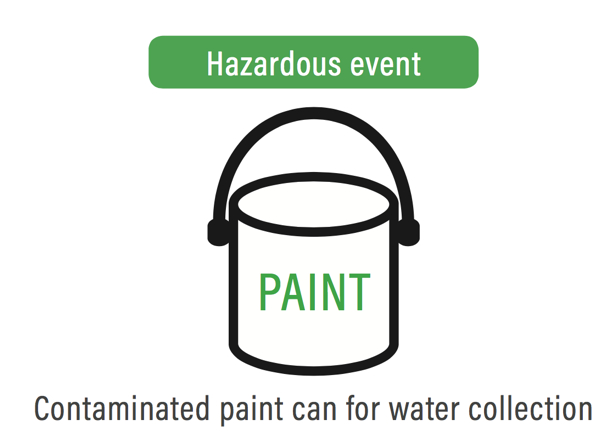 Hazardous event
PAINT
Contaminated paint can for water collection